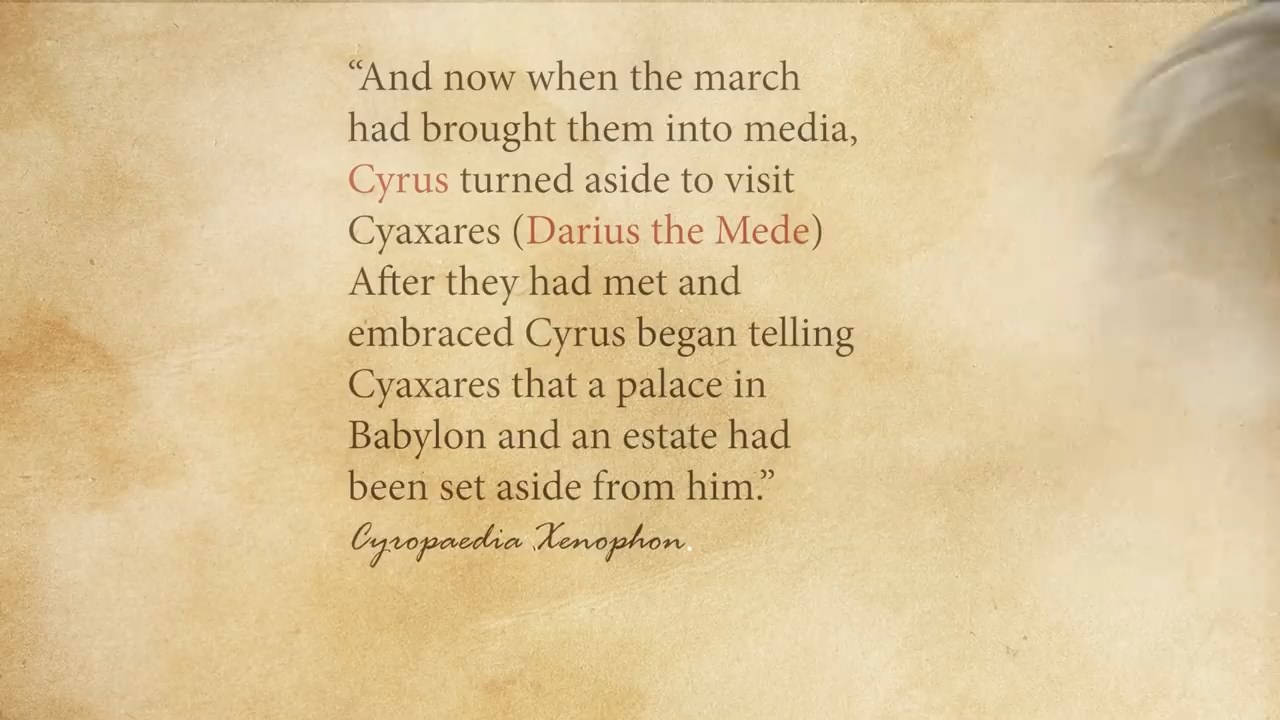 “And now when the march
had brought them into media,
Cyrus turned aside to visit
Cyaxares (Darius the Mede)
After they had met and
embraced Cyrus began telling
Cyaxares that a palace in
Babylon and an estate had
been set aside from him.”
Cyropaedia Xenophon